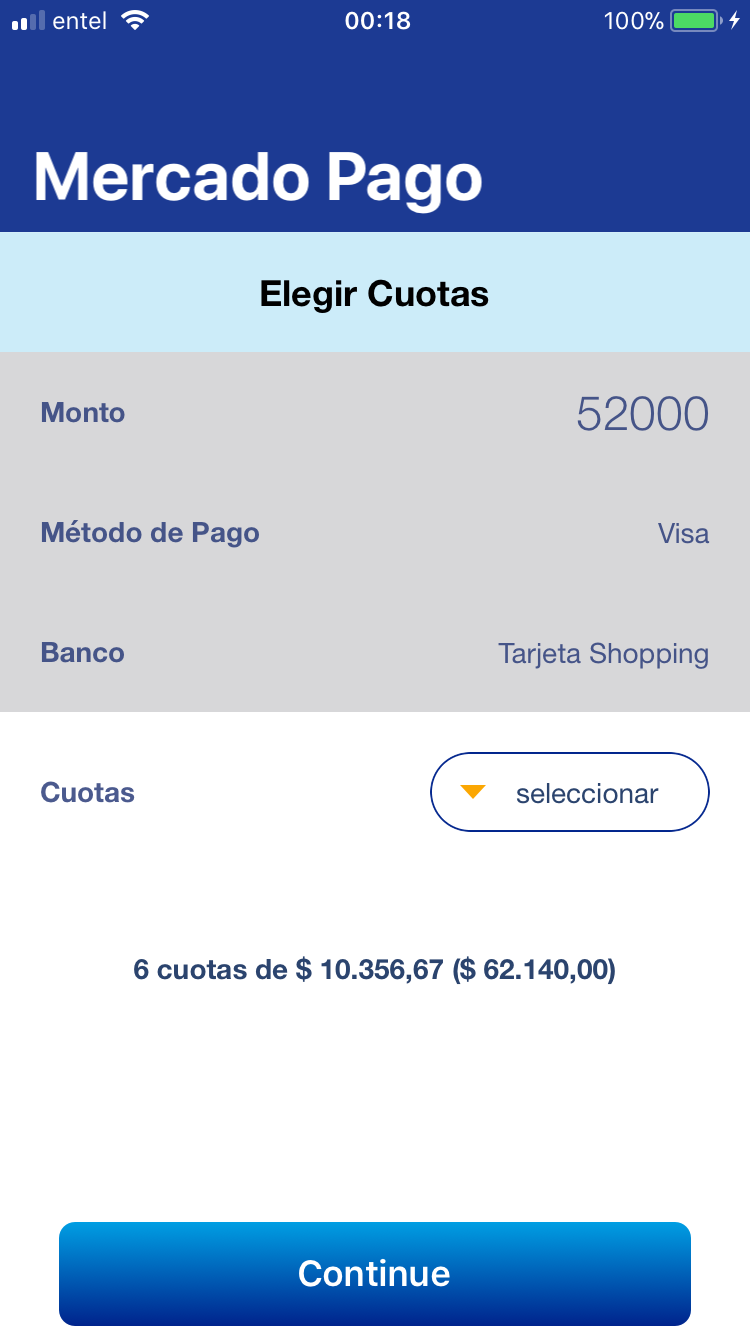 entel 00:18 100%
Mercado Pago
Elegir Cuotas
Monto 52000
Método de Pago Visa
Banco Tarjeta Shopping
Cuotas seleccionar
6 cuotas de $ 10.356,67 ($ 62.140,00)
Continue